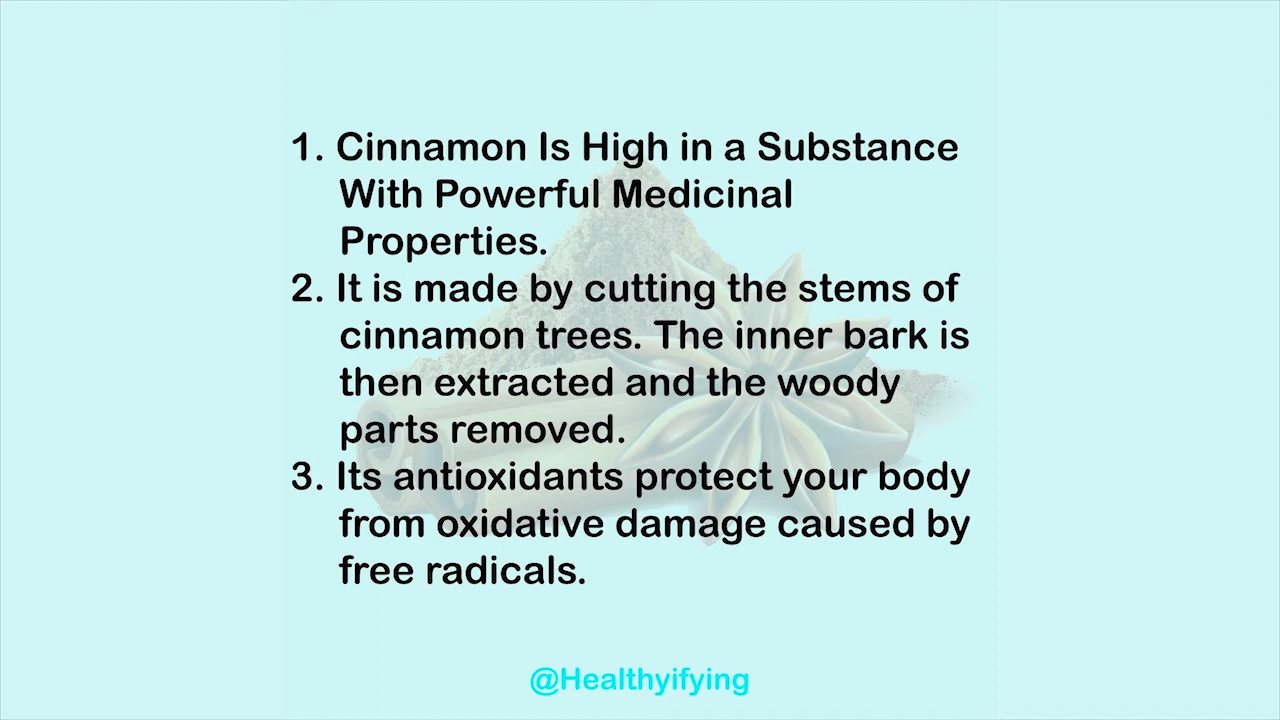 1. Cinnamon Is High in a Substance
With Powerful Medicinal
Properties.
2. It is made by cutting the stems of
cinnamon trees. The inner bark is
then extracted and the woody
parts removed.
3. Its antioxidants protect your body
from oxidative damage caused by
free radicals.
@Healthyifying